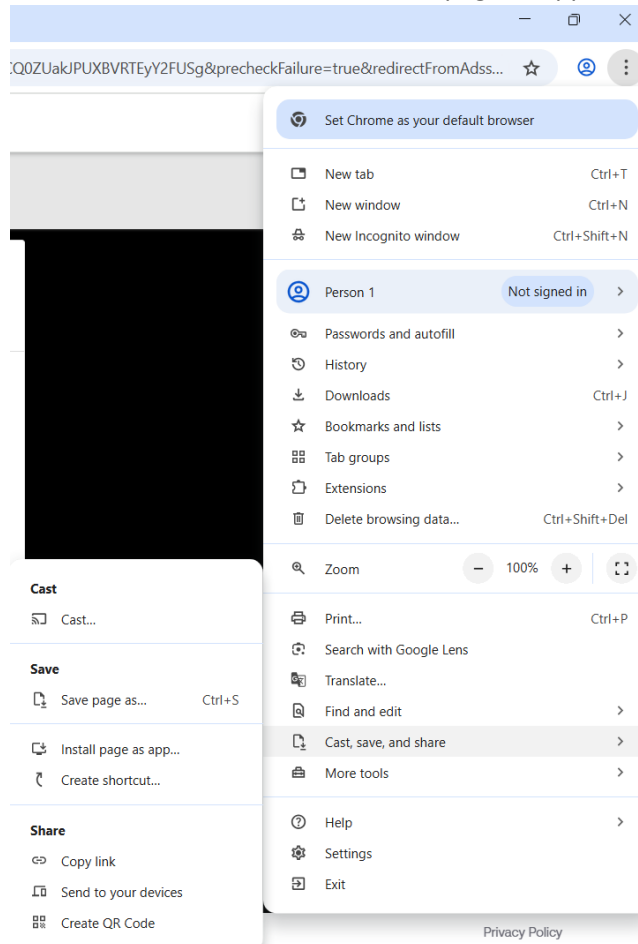 CQ0ZUakJPUXBVRTEyY2FUSg&precheckFailure=true&redirectFromAdss...
Set Chrome as your default browser
New tab Ctrl+T
New window Ctrl+N
New Incognito window Ctrl+Shift+N
Person 1 Not signed in
Passwords and autofill
History
Downloads Ctrl+J
Bookmarks and lists
Tab groups
Extensions
Delete browsing data... Ctrl+Shift+Del
Zoom − 100% +
Print... Ctrl+P
Search with Google Lens
Translate...
Find and edit
Cast, save, and share
More tools
Help
Settings
Exit
Cast
Cast...
Save
Save page as... Ctrl+S
Install page as app...
Create shortcut...
Share
Copy link
Send to your devices
Create QR Code
Privacy Policy